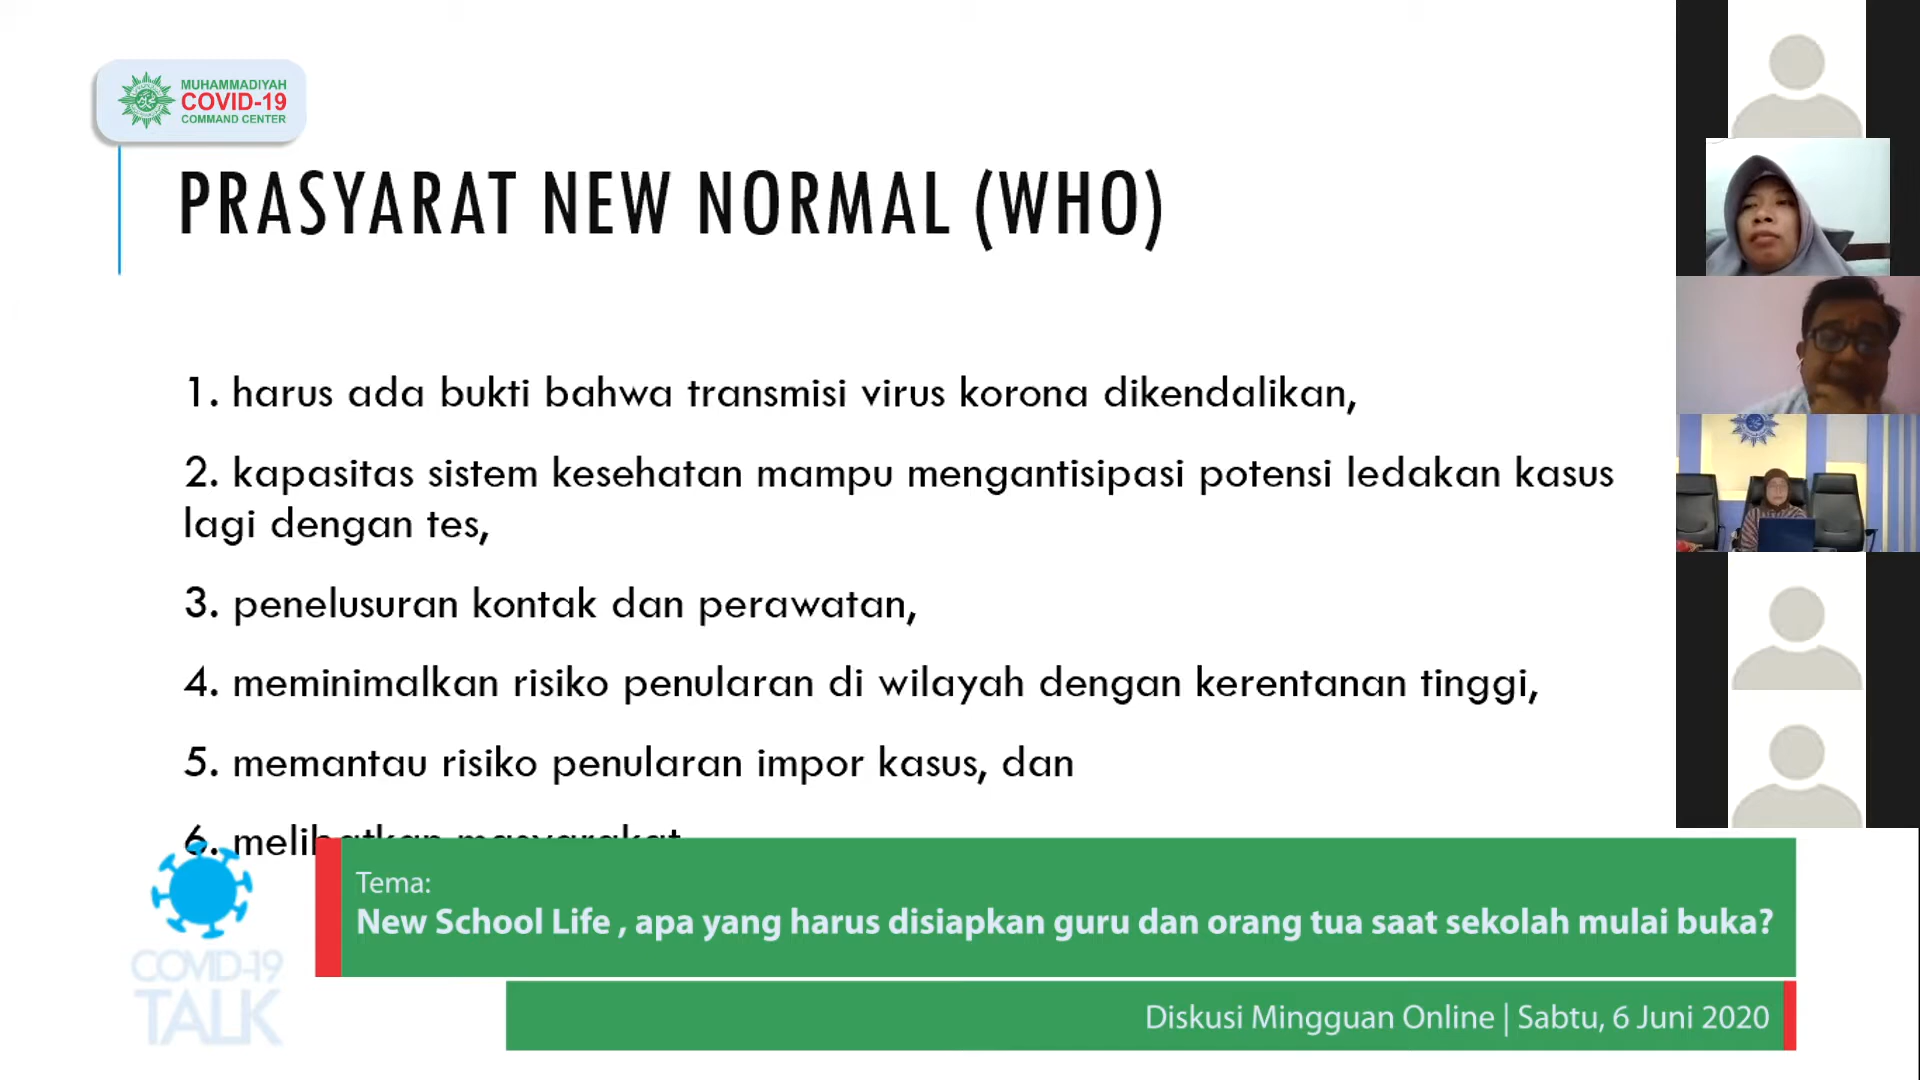 MUHAMMADIYAH
COVID-19
COMMAND CENTER
PRASYARAT NEW NORMAL (WHO)
1. harus ada bukti bahwa transmisi virus korona dikendalikan,
2. kapasitas sistem kesehatan mampu mengantisipasi potensi ledakan kasus
lagi dengan tes,
3. penelusuran kontak dan perawatan,
4. meminimalkan risiko penularan di wilayah dengan kerentanan tinggi,
5. memantau risiko penularan impor kasus, dan
6. melibatkan masyarakat
Tema:
New School Life , apa yang harus disiapkan guru dan orang tua saat sekolah mulai buka?
COVID-19
TALK
Diskusi Mingguan Online | Sabtu, 6 Juni 2020